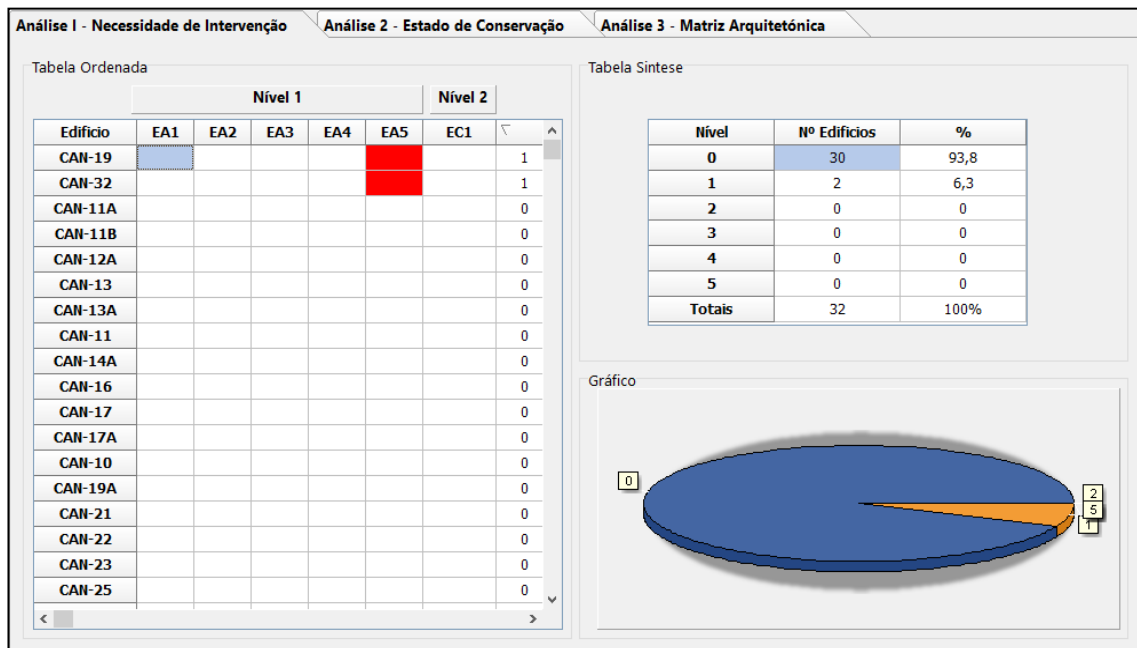 Análise I - Necessidade de Intervenção Análise 2 - Estado de Conservação Análise 3 - Matriz Arquitetónica
Tabela Ordenada
Nível 1 Nível 2
Edificio EA1 EA2 EA3 EA4 EA5 EC1
CAN-19 1
CAN-32 1
CAN-11A 0
CAN-11B 0
CAN-12A 0
CAN-13 0
CAN-13A 0
CAN-11 0
CAN-14A 0
CAN-16 0
CAN-17 0
CAN-17A 0
CAN-10 0
CAN-19A 0
CAN-21 0
CAN-22 0
CAN-23 0
CAN-25 0
Tabela Sintese
Nível Nº Edificios %
0 30 93,8
1 2 6,3
2 0 0
3 0 0
4 0 0
5 0 0
Totais 32 100%
Gráfico
0
2
5
1